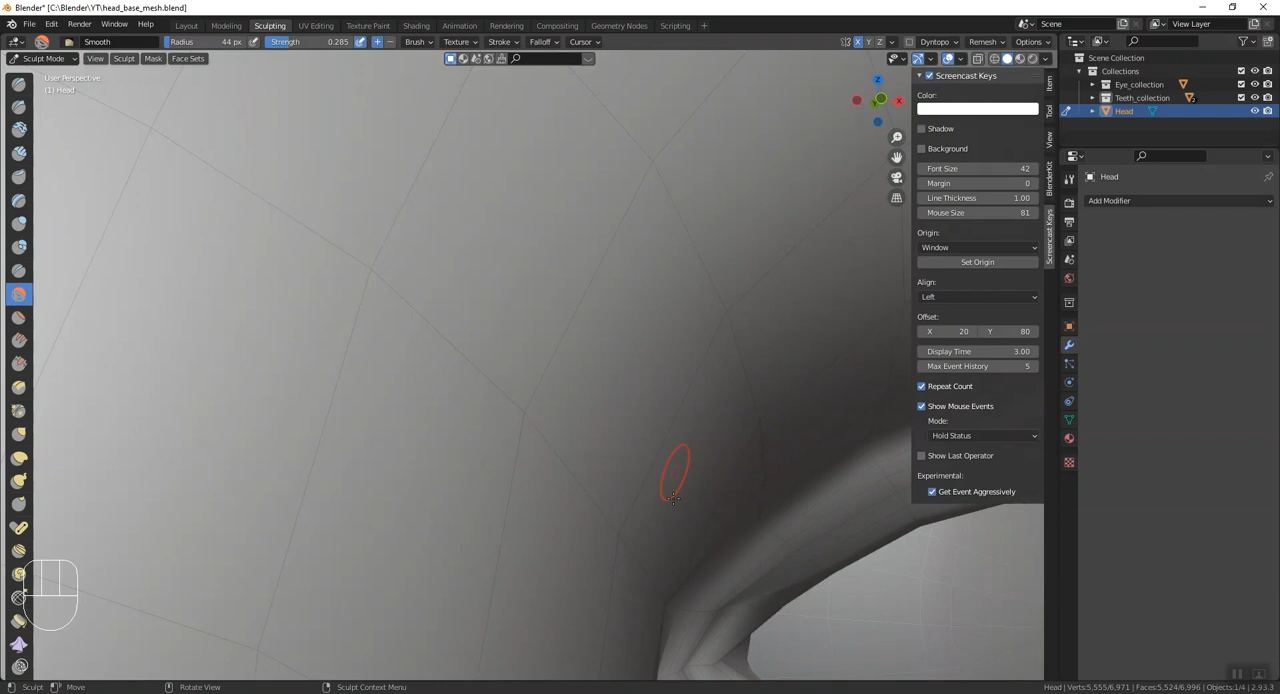 Blender* [C:\Blender\YT\head_base_mesh.blend]
File Edit Render Window Help Layout Modeling Sculpting UV Editing Texture Paint Shading Animation Rendering Compositing Geometry Nodes Scripting + Scene View Layer
Smooth Radius 44 px Strength 0.285 Brush Texture Stroke Falloff Cursor X Y Z Dyntopo Remesh Options
Sculpt Mode View Sculpt Mask Face Sets
User Perspective
(1) Head
Z
X
Y
Screencast Keys
Color:
Shadow
Background
Font Size 42
Margin 0
Line Thickness 1.00
Mouse Size 81
Origin:
Window
Set Origin
Align:
Left
Offset:
X 20 Y 80
Display Time 3.00
Max Event History 5
Repeat Count
Show Mouse Events
Mode:
Hold Status
Show Last Operator
Experimental:
Get Event Aggressively
Item
Tool
View
BlenderKit
Screencast Keys
Scene Collection
Collections
Eye_collection
Teeth_collection 2
Head
Head
Add Modifier
Sculpt Move Rotate View Sculpt Context Menu Head | Verts:5,555/6,971 | Faces:5,524/6,996 | Objects:1/4 | 2.93.3